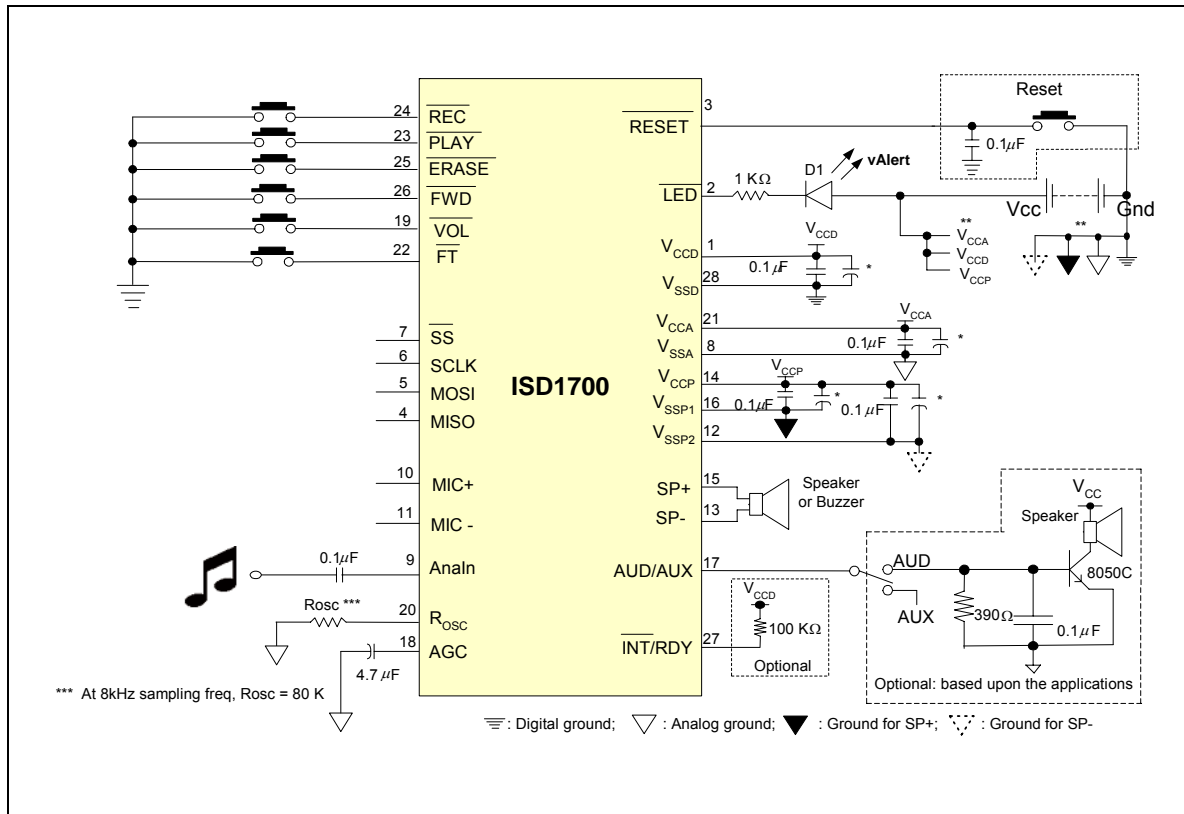 24 REC
23 PLAY
25 ERASE
26 FWD
19 VOL
22 FT
7 SS
6 SCLK
5 MOSI
4 MISO
10 MIC+
11 MIC -
0.1μF 9 AnaIn
Rosc *** 20 ROSC
18 AGC
4.7 μF
*** At 8kHz sampling freq, Rosc = 80 K
ISD1700
RESET 3
Reset
0.1μF
LED 2
1 KΩ
D1
vAlert
Vcc
Gnd
**
VCCA
VCCD
VCCP
**
VCCD 1
VSSD 28
VCCD
0.1μF
*
VCCA 21
VSSA 8
VCCA
0.1μF
*
VCCP 14
VSSP1 16
VSSP2 12
VCCP
0.1μF
*
0.1μF
*
SP+ 15
SP- 13
Speaker
or Buzzer
AUD/AUX 17
AUD
AUX
VCC
Speaker
8050C
390Ω
0.1μF
Optional: based upon the applications
INT/RDY 27
VCCD
100 KΩ
Optional
: Digital ground; : Analog ground; : Ground for SP+; : Ground for SP-